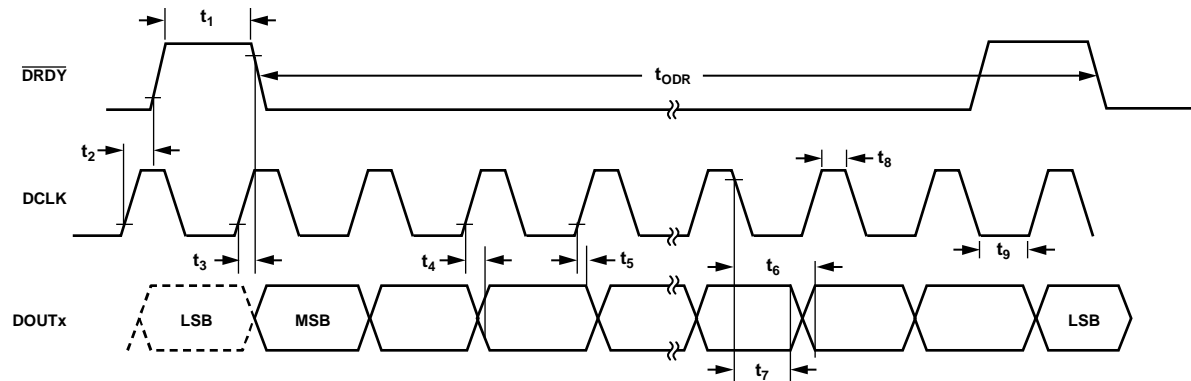 t1
DRDY
tODR
t2
t8
DCLK
t3
t4
t5
t6
t9
DOUTx
LSB
MSB
LSB
t7